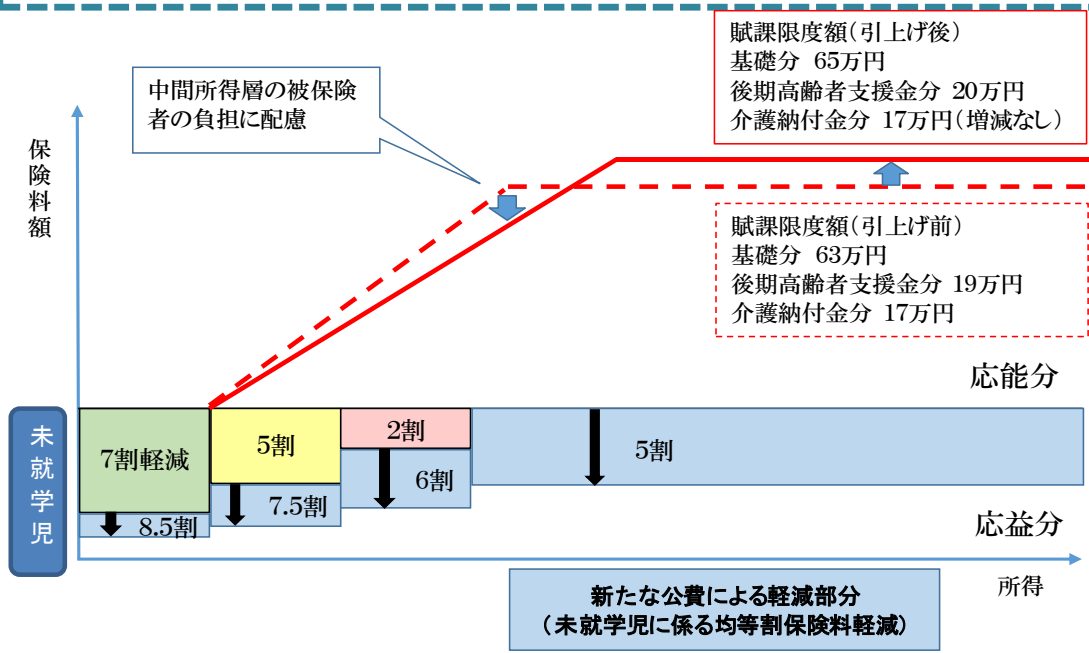 賦課限度額(引上げ後)
基礎分 65万円
後期高齢者支援金分 20万円
介護納付金分 17万円(増減なし)
中間所得層の被保険
者の負担に配慮
保険料額
賦課限度額(引上げ前)
基礎分 63万円
後期高齢者支援金分 19万円
介護納付金分 17万円
応能分
未就学児
7割軽減
5割
2割
5割
6割
7.5割
8.5割
応益分
所得
新たな公費による軽減部分
(未就学児に係る均等割保険料軽減)